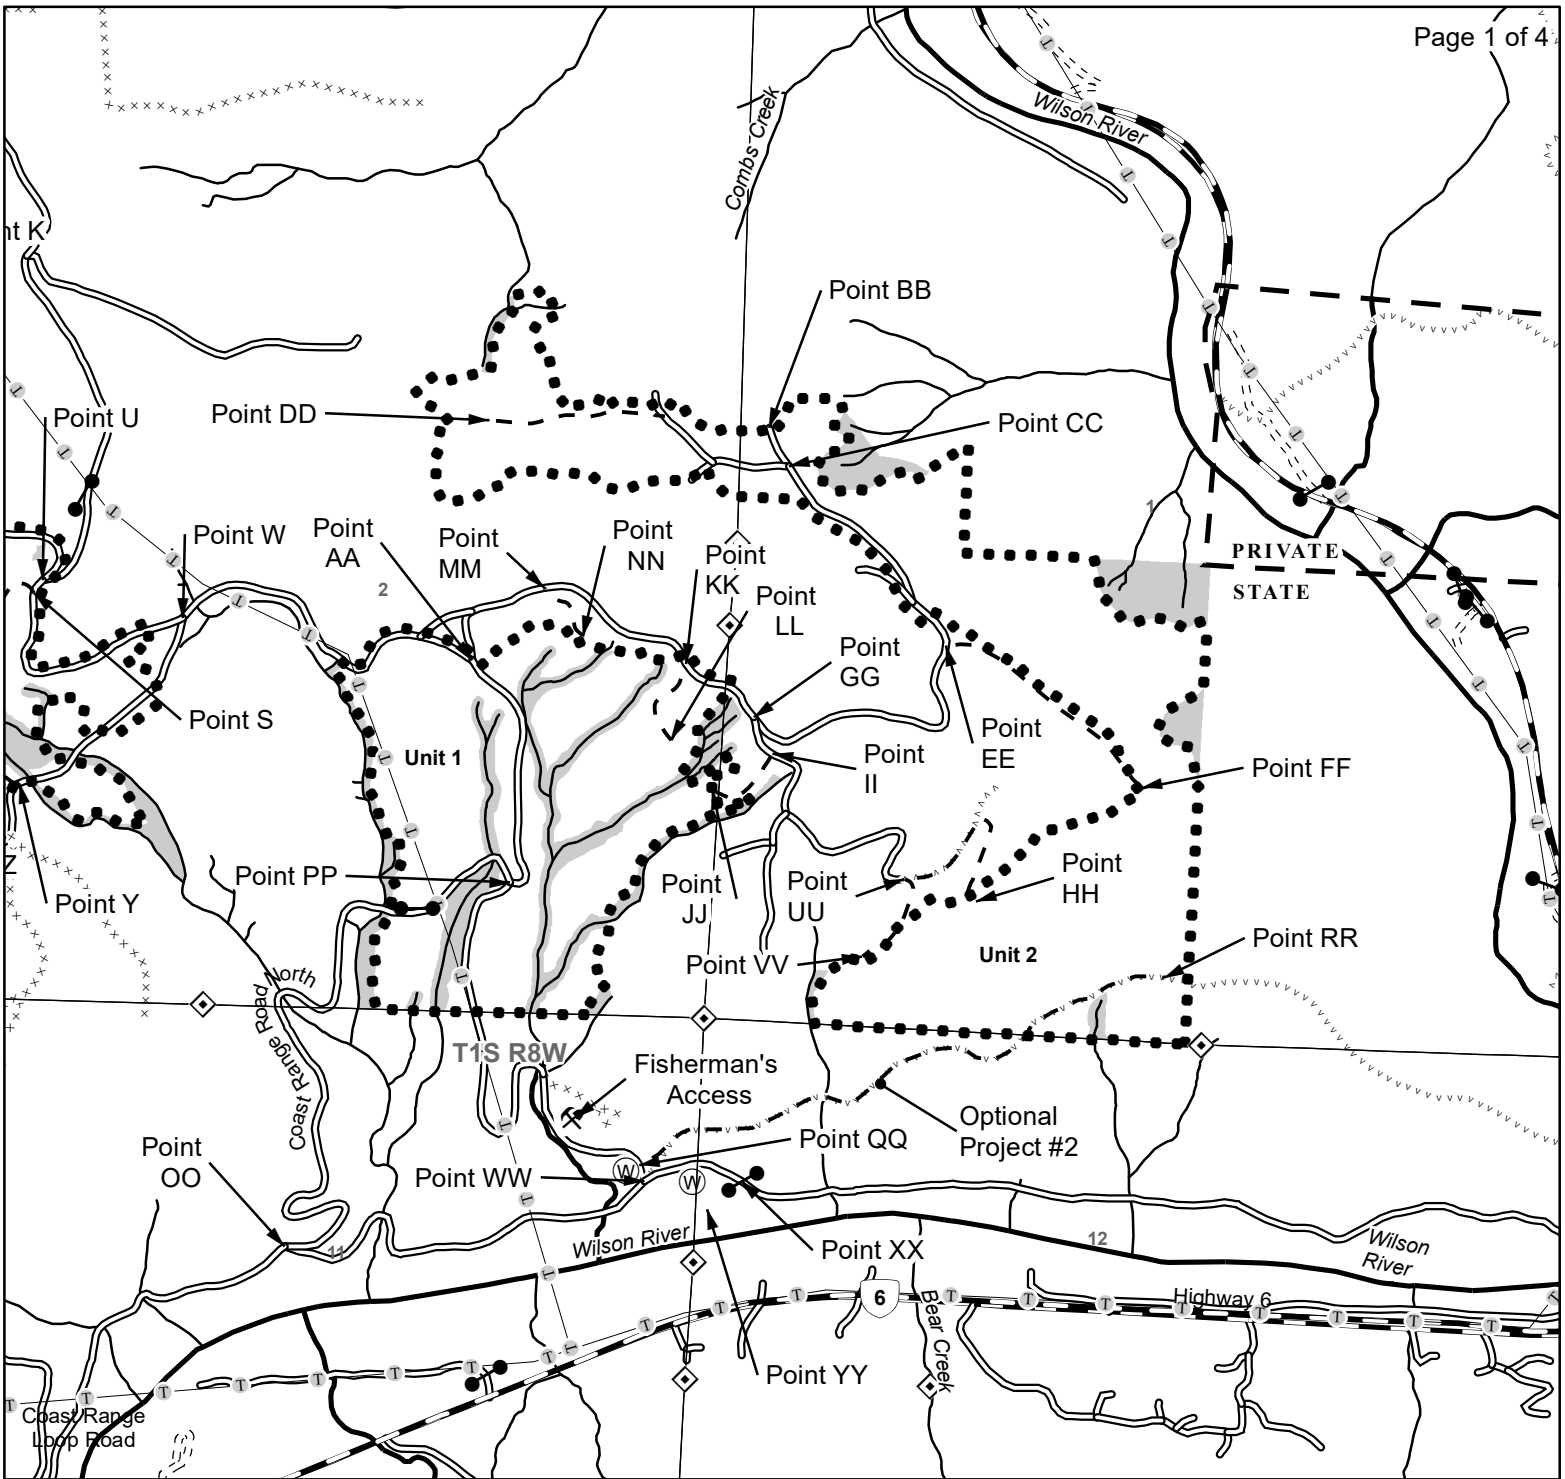 Page 1 of 4
Wilson River
Combs Creek
nt K
Point BB
Point U
Point DD
Point CC
1
Point W
Point
AA
Point
MM
Point
NN
Point
KK
PRIVATE
STATE
2
Point
LL
Point
GG
Point S
Point
EE
Unit 1
Point
II
Point FF
Z
Point PP
Point
JJ
Point
UU
Point
HH
Point Y
Unit 2
Point RR
Point VV
North
Coast Range Road
T1S R8W
Fisherman's
Access
Optional
Project #2
Point QQ
Point
OO
Point WW
W
W
11
Wilson River
Point XX
12
Wilson
River
6
Highway 6
Bear Creek
Point YY
Coast Range
Loop Road
T